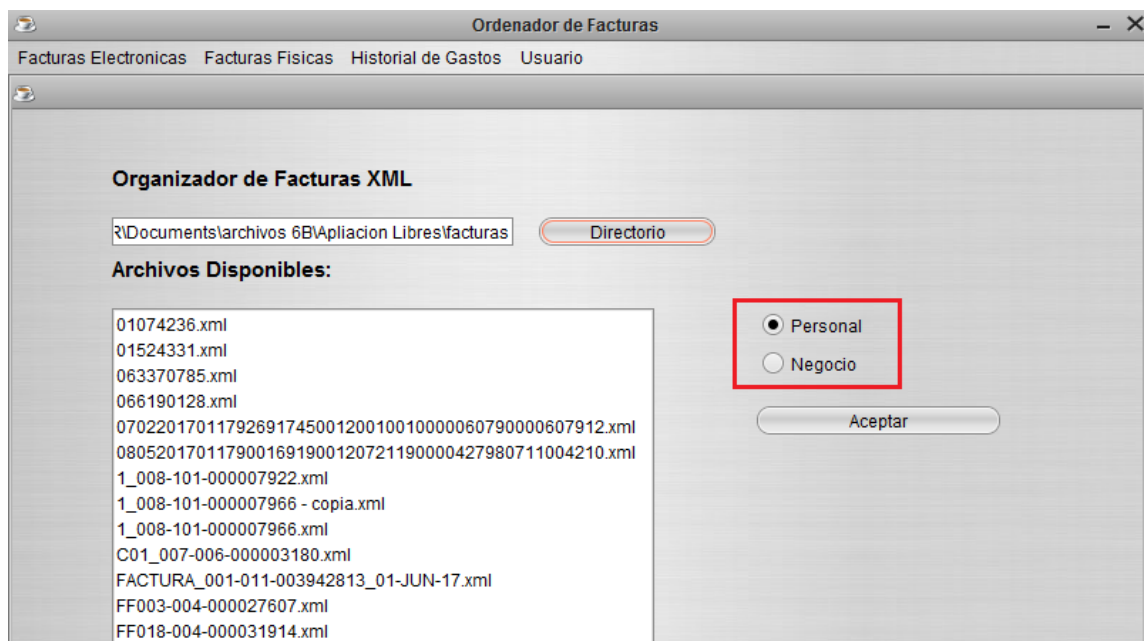 Ordenador de Facturas
Facturas Electronicas Facturas Fisicas Historial de Gastos Usuario
Organizador de Facturas XML
R\Documents\archivos 6B\Apliacion Libres\facturas Directorio
Archivos Disponibles:
01074236.xml
01524331.xml
063370785.xml
066190128.xml
0702201701179269174500120010010000060790000607912.xml
0805201701179001691900120721190000427980711004210.xml
1_008-101-000007922.xml
1_008-101-000007966 - copia.xml
1_008-101-000007966.xml
C01_007-006-000003180.xml
FACTURA_001-011-003942813_01-JUN-17.xml
FF003-004-000027607.xml
FF018-004-000031914.xml
Personal
Negocio
Aceptar